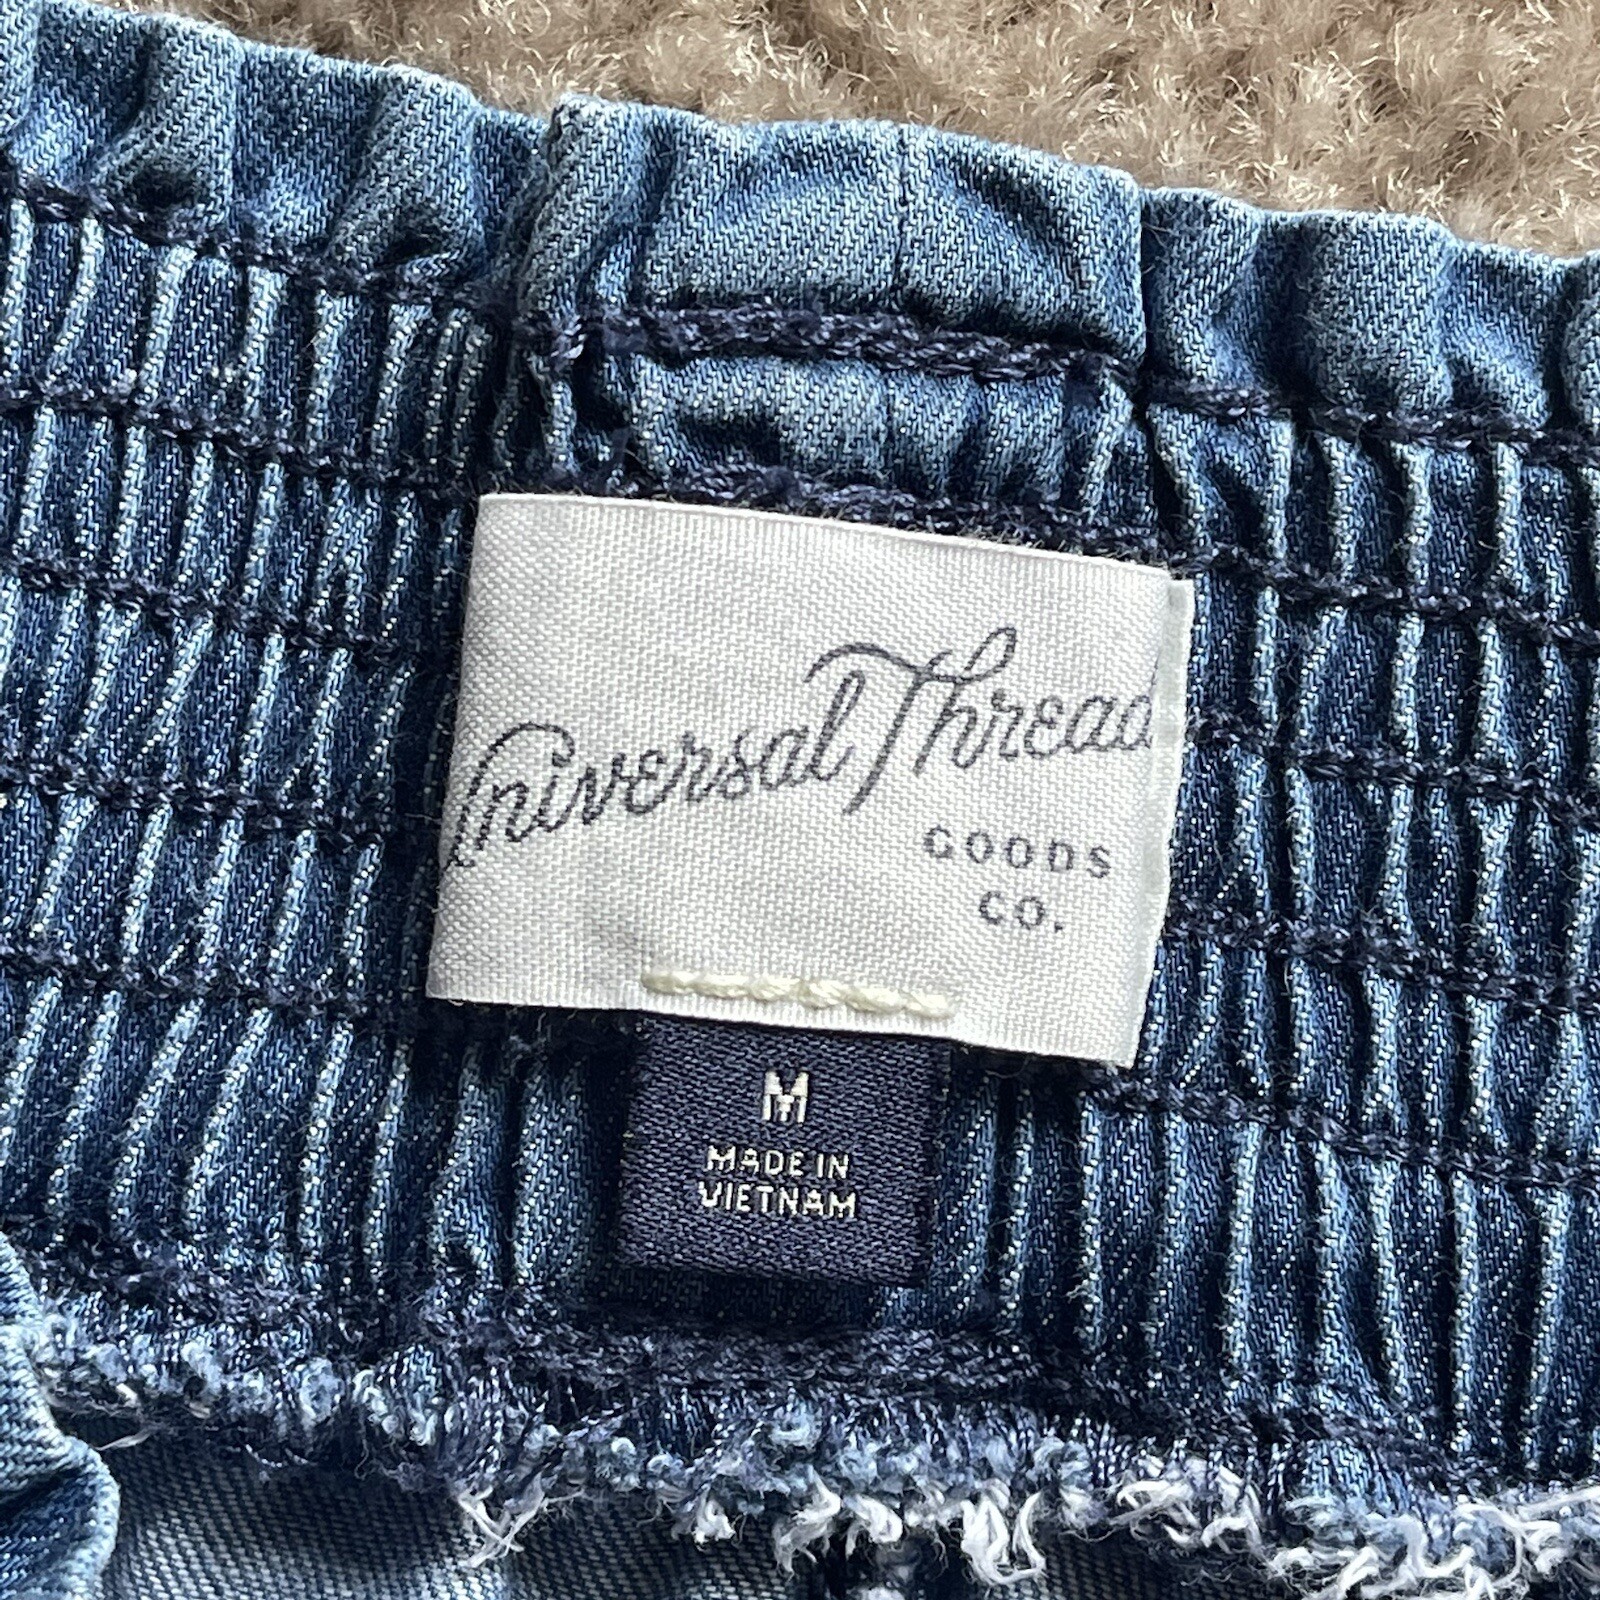 Universal Thread
GOODS
CO.
M
MADE IN
VIETNAM